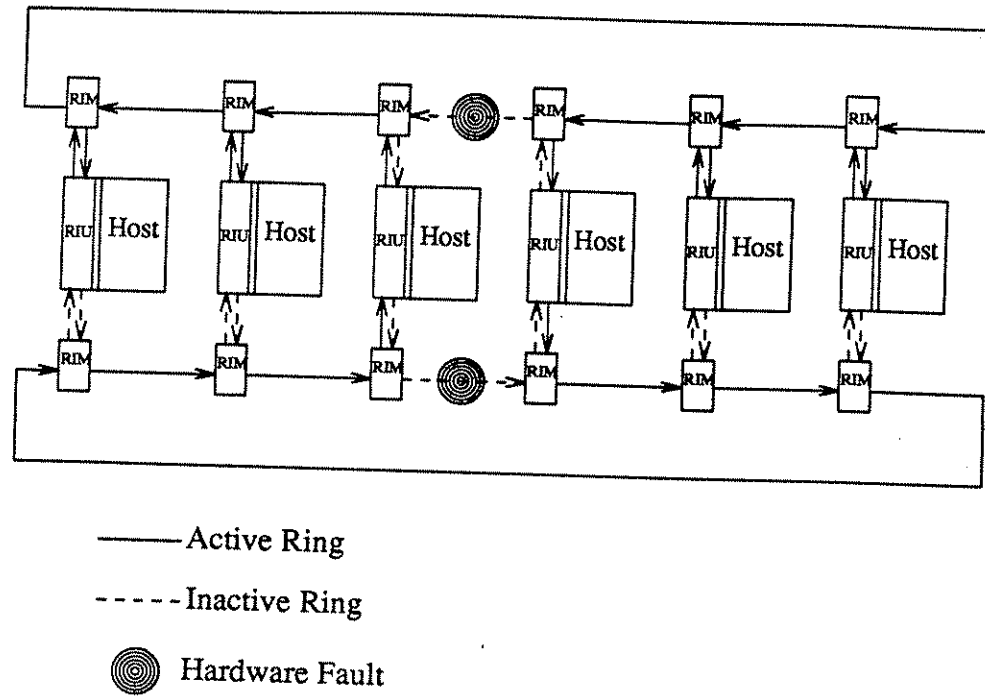 RIM RIM RIM RIM RIM RIM
RIU Host RIU Host RIU Host RIU Host RIU Host RIU Host
RIM RIM RIM RIM RIM RIM
Active Ring
Inactive Ring
Hardware Fault